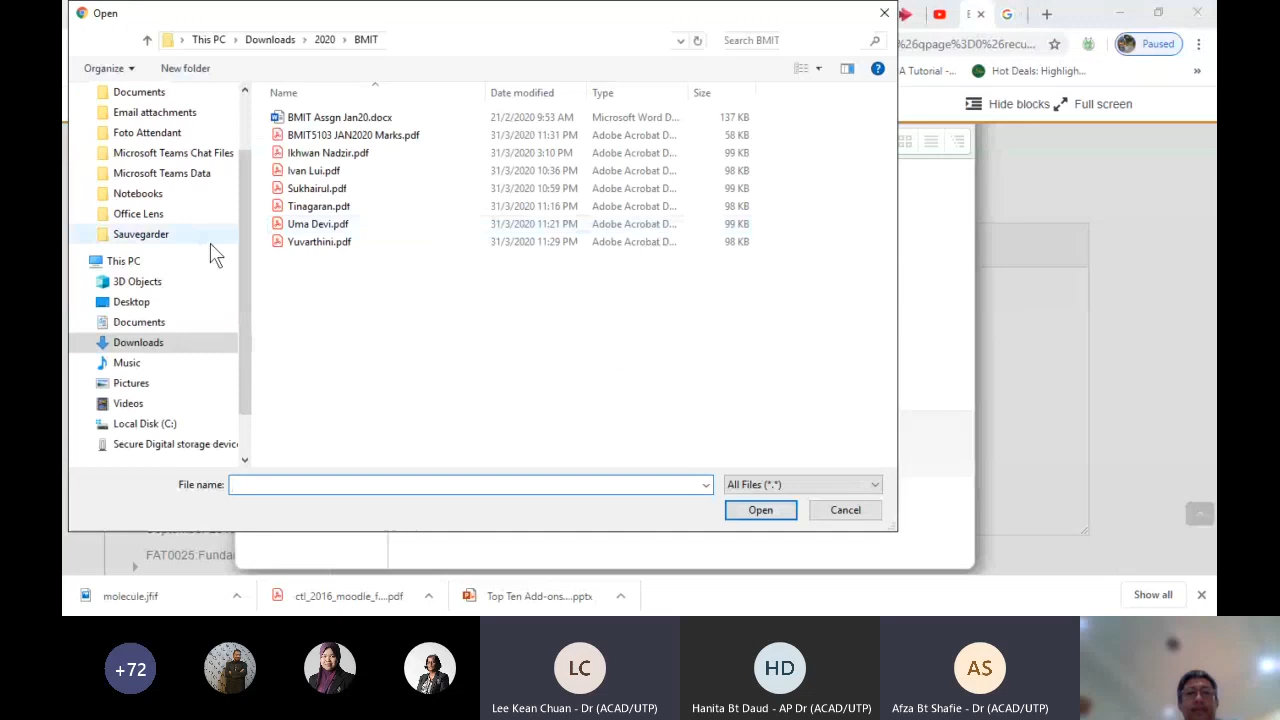 Open
This PC > Downloads > 2020 > BMIT
Search BMIT
Organize
New folder
Name
Date modified
Type
Size
BMIT Assgn Jan20.docx 21/2/2020 9:53 AM Microsoft Word D... 137 KB
BMIT5103 JAN2020 Marks.pdf 31/3/2020 11:31 PM Adobe Acrobat D... 58 KB
Ikhwan Nadzir.pdf 31/3/2020 3:10 PM Adobe Acrobat D... 99 KB
Ivan Lui.pdf 31/3/2020 10:36 PM Adobe Acrobat D... 98 KB
Sukhairul.pdf 31/3/2020 10:59 PM Adobe Acrobat D... 99 KB
Tinagaran.pdf 31/3/2020 11:16 PM Adobe Acrobat D... 98 KB
Uma Devi.pdf 31/3/2020 11:21 PM Adobe Acrobat D... 99 KB
Yuvarthini.pdf 31/3/2020 11:29 PM Adobe Acrobat D... 98 KB
Documents
Email attachments
Foto Attendant
Microsoft Teams Chat Files
Microsoft Teams Data
Notebooks
Office Lens
Sauvegarder
This PC
3D Objects
Desktop
Documents
Downloads
Music
Pictures
Videos
Local Disk (C:)
Secure Digital storage device
File name:
All Files (*.*)
Open
Cancel
%26qpage%3D0%26recu...
Paused
A Tutorial -...
Hot Deals: Highligh...
Hide blocks
Full screen
FAT0025:Funda
molecule.jfif
ctl_2016_moodle_f....pdf
Top Ten Add-ons....pptx
Show all
+72
LC
HD
AS
Lee Kean Chuan - Dr (ACAD/UTP)
Hanita Bt Daud - AP Dr (ACAD/UTP)
Afza Bt Shafie - Dr (ACAD/UTP)